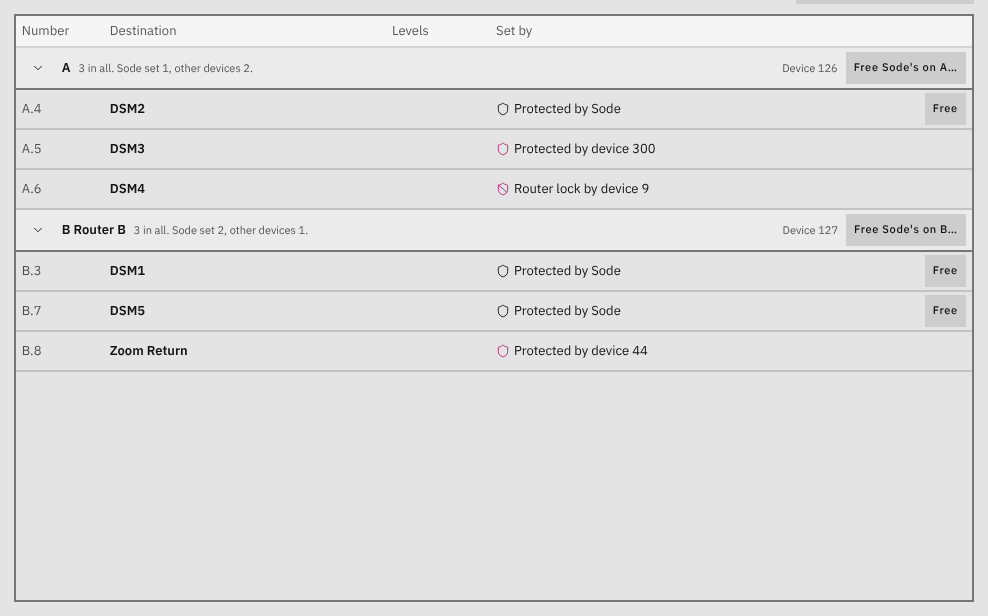 Number Destination Levels Set by
A 3 in all. Sode set 1, other devices 2. Device 126 Free Sode's on A...
A.4 DSM2 Protected by Sode Free
A.5 DSM3 Protected by device 300
A.6 DSM4 Router lock by device 9
B Router B 3 in all. Sode set 2, other devices 1. Device 127 Free Sode's on B...
B.3 DSM1 Protected by Sode Free
B.7 DSM5 Protected by Sode Free
B.8 Zoom Return Protected by device 44